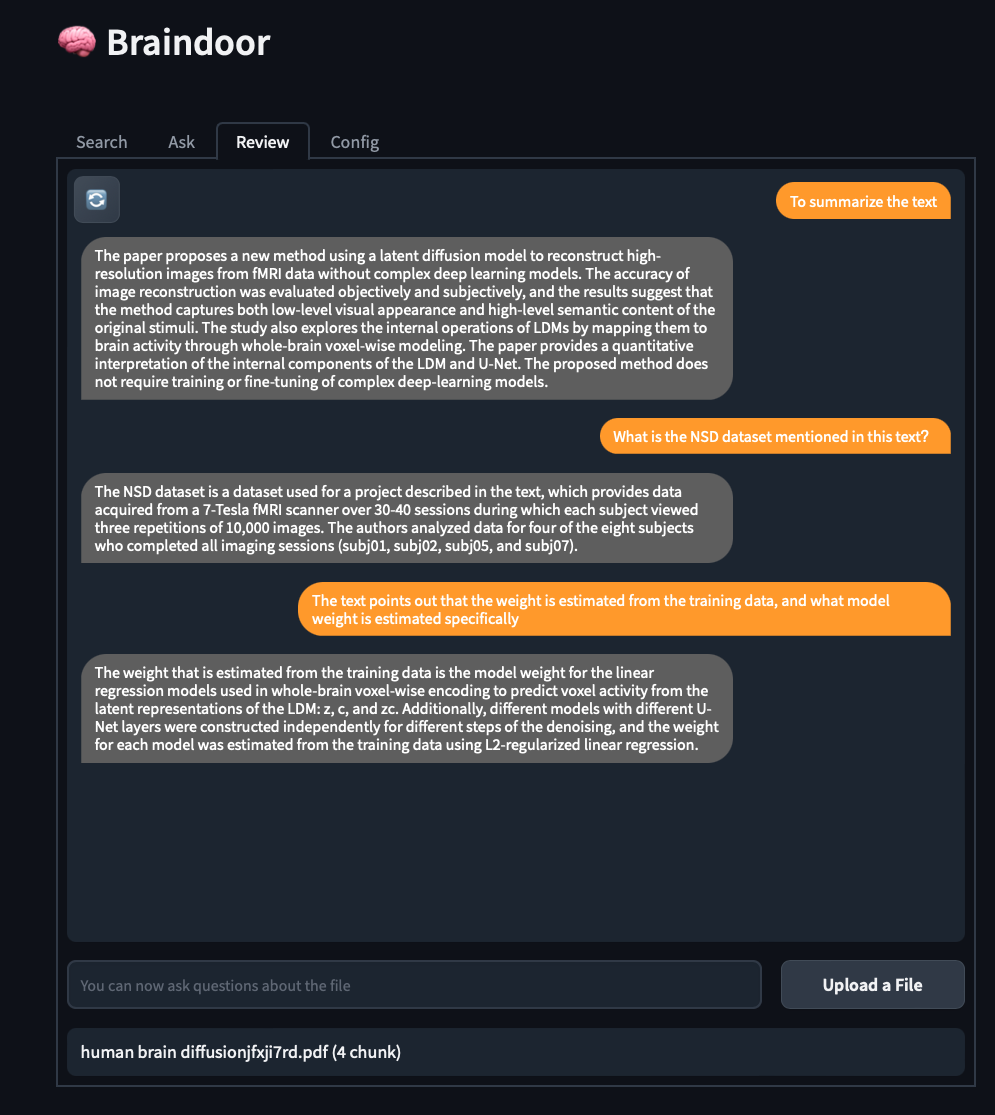 Braindoor
Search
Ask
Review
Config
To summarize the text
The paper proposes a new method using a latent diffusion model to reconstruct high-
resolution images from fMRI data without complex deep learning models. The accuracy of
image reconstruction was evaluated objectively and subjectively, and the results suggest that
the method captures both low-level visual appearance and high-level semantic content of the
original stimuli. The study also explores the internal operations of LDMs by mapping them to
brain activity through whole-brain voxel-wise modeling. The paper provides a quantitative
interpretation of the internal components of the LDM and U-Net. The proposed method does
not require training or fine-tuning of complex deep-learning models.
What is the NSD dataset mentioned in this text?
The NSD dataset is a dataset used for a project described in the text, which provides data
acquired from a 7-Tesla fMRI scanner over 30-40 sessions during which each subject viewed
three repetitions of 10,000 images. The authors analyzed data for four of the eight subjects
who completed all imaging sessions (subj01, subj02, subj05, and subj07).
The text points out that the weight is estimated from the training data, and what model
weight is estimated specifically
The weight that is estimated from the training data is the model weight for the linear
regression models used in whole-brain voxel-wise encoding to predict voxel activity from the
latent representations of the LDM: z, c, and zc. Additionally, different models with different U-
Net layers were constructed independently for different steps of the denoising, and the weight
for each model was estimated from the training data using L2-regularized linear regression.
You can now ask questions about the file
Upload a File
human brain diffusionjfxji7rd.pdf (4 chunk)